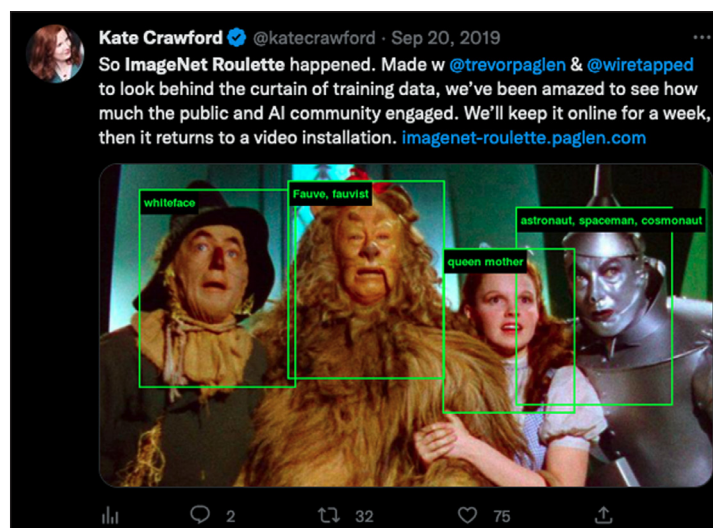 Kate Crawford @katecrawford · Sep 20, 2019
So ImageNet Roulette happened. Made w @trevorpaglen & @wiretapped
to look behind the curtain of training data, we've been amazed to see how
much the public and AI community engaged. We'll keep it online for a week,
then it returns to a video installation. imagenet-roulette.paglen.com
whiteface
Fauve, fauvist
astronaut, spaceman, cosmonaut
queen mother
2 32 75